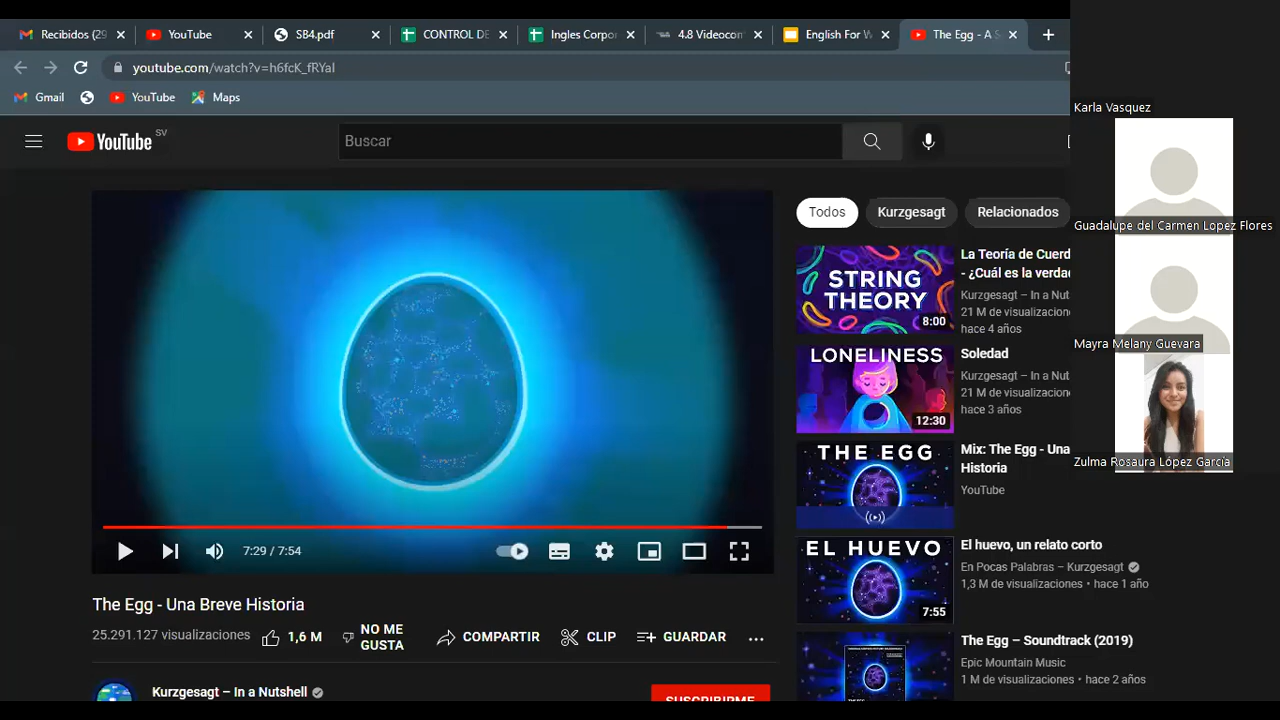 Recibidos (29
YouTube
SB4.pdf
CONTROL DE
Ingles Corpor
4.8 Videocom
English For W
The Egg - A S
youtube.com/watch?v=h6fcK_fRYaI
Gmail
YouTube
Maps
YouTube SV
Buscar
Todos
Kurzgesagt
Relacionados
STRING
THEORY
8:00
La Teoría de Cuerd
- ¿Cuál es la verda
Kurzgesagt – In a Nut
21 M de visualizacione
hace 4 años
LONELINESS
12:30
Soledad
Kurzgesagt – In a Nut
21 M de visualizacione
hace 3 años
THE EGG
Mix: The Egg - Una
Historia
YouTube
EL HUEVO
7:55
El huevo, un relato corto
En Pocas Palabras – Kurzgesagt
1,3 M de visualizaciones • hace 1 año
The Egg – Soundtrack (2019)
Epic Mountain Music
1 M de visualizaciones • hace 2 años
7:29 / 7:54
The Egg - Una Breve Historia
25.291.127 visualizaciones
1,6 M
NO ME
GUSTA
COMPARTIR
CLIP
GUARDAR
Kurzgesagt – In a Nutshell
SUSCRIBIRME
Karla Vasquez
Guadalupe del Carmen Lopez Flores
Mayra Melany Guevara
Zulma Rosaura López García